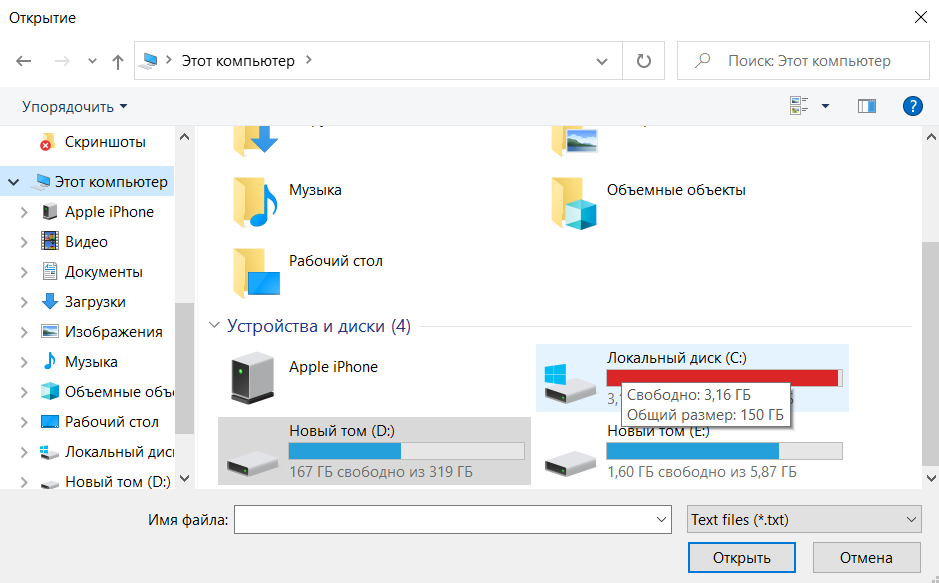 Открытие
Этот компьютер
Поиск: Этот компьютер
Упорядочить
Скриншоты
Этот компьютер
Apple iPhone
Видео
Документы
Загрузки
Изображения
Музыка
Объемные объ
Рабочий стол
Локальный дис
Новый том (D:)
Музыка
Объемные объекты
Рабочий стол
Устройства и диски (4)
Apple iPhone
Локальный диск (C:)
Свободно: 3,16 ГБ
Общий размер: 150 ГБ
Новый том (D:)
167 ГБ свободно из 319 ГБ
Новый том (E:)
1,60 ГБ свободно из 5,87 ГБ
Имя файла:
Text files (*.txt)
Открыть
Отмена